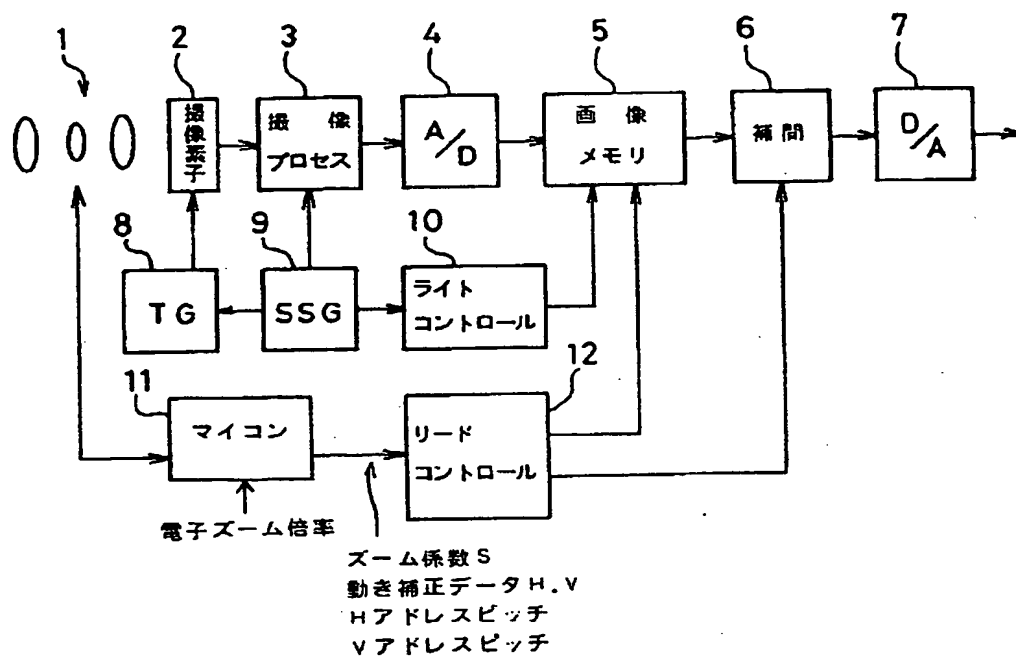 1
2
3
4
5
6
7
撮像素子
撮像
プロセス
A/D
画像
メモリ
補間
D/A
8
9
10
TG
SSG
ライト
コントロール
11
12
マイコン
リード
コントロール
電子ズーム倍率
ズーム係数S
動き補正データH.V
Hアドレスピッチ
Vアドレスピッチ